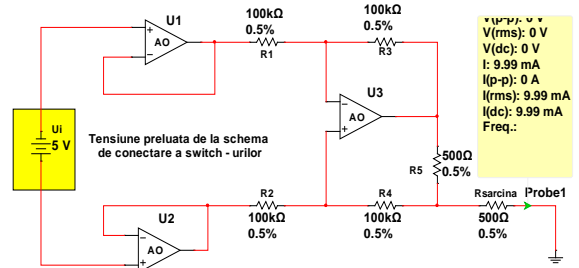 U1
AO
100kΩ
0.5%
R1
100kΩ
0.5%
R3
V(p-p): 0 V
V(rms): 0 V
V(dc): 0 V
I: 9.99 mA
I(p-p): 0 A
I(rms): 9.99 mA
I(dc): 9.99 mA
Freq.:
U3
AO
Ui
5 V
Tensiune preluata de la schema
de conectare a switch - urilor
500Ω
0.5%
R5
U2
AO
R2
100kΩ
0.5%
R4
100kΩ
0.5%
Rsarcina
500Ω
0.5%
Probe1